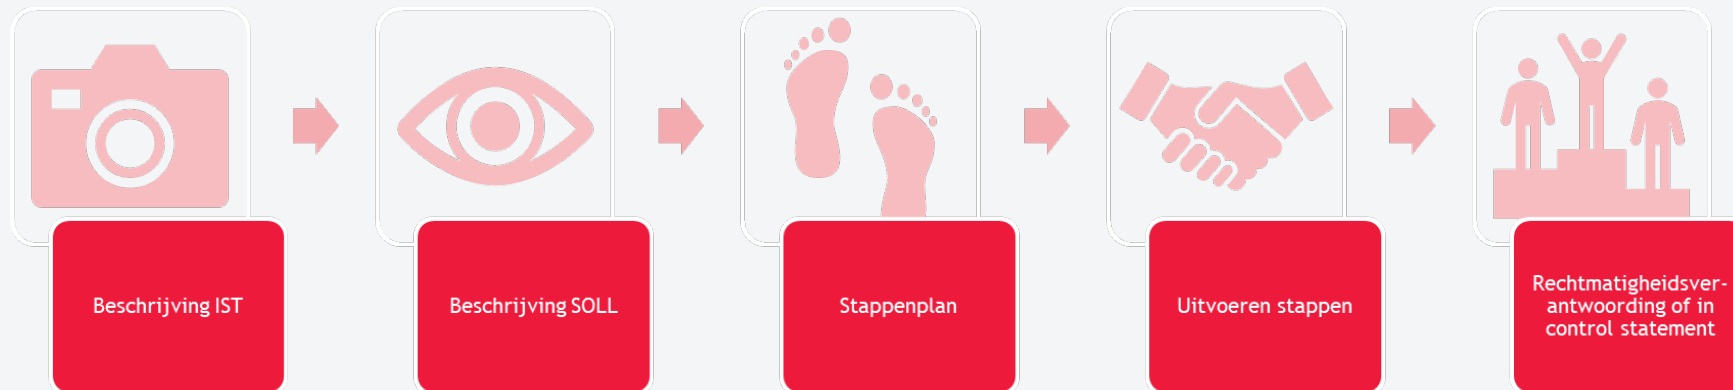 Beschrijving IST
Beschrijving SOLL
Stappenplan
Uitvoeren stappen
Rechtmatigheidsver-
antwoording of in
control statement